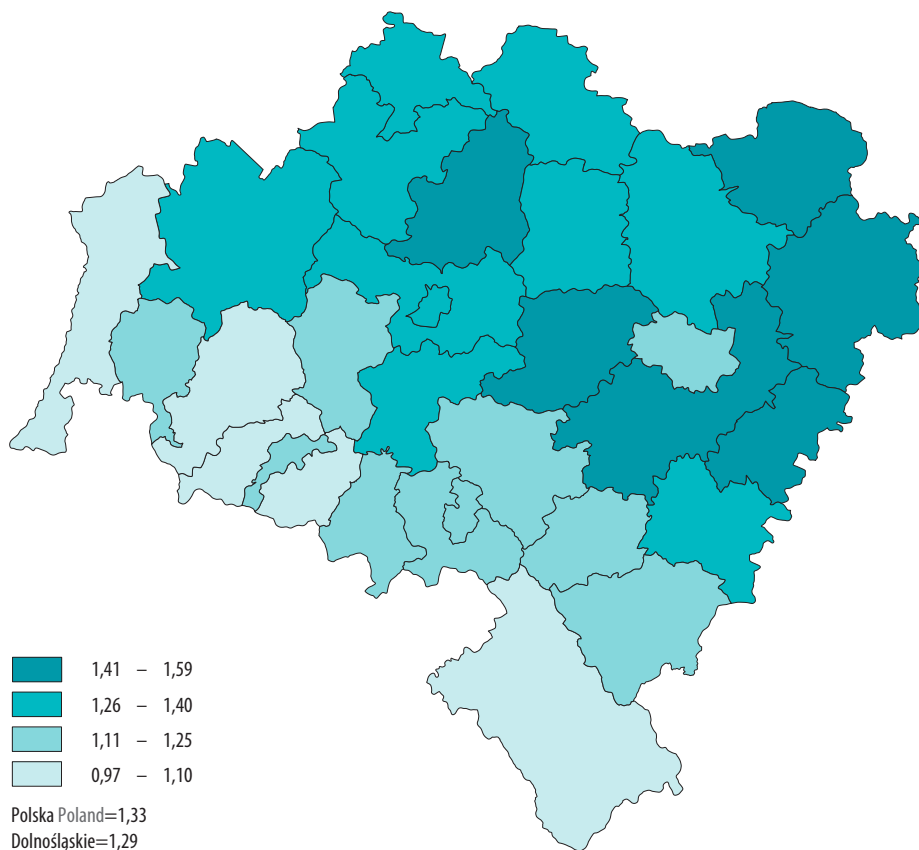 1,41 – 1,59
1,26 – 1,40
1,11 – 1,25
0,97 – 1,10
Polska Poland=1,33
Dolnośląskie=1,29